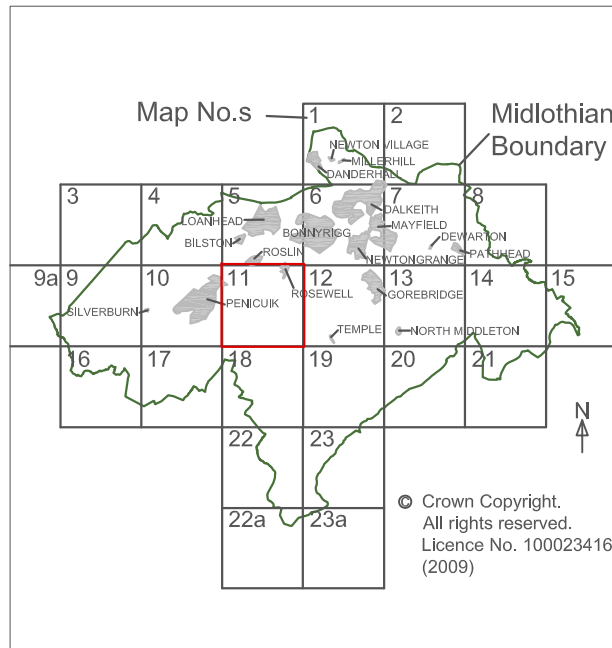 Map No.s
1
2
Midlothian
Boundary
NEWTON VILLAGE
MILLERHILL
DANDERHALL
3
4
5
6
7
8
LOANHEAD
DALKEITH
BILSTON
BONNYRIGG
MAYFIELD
DEWARTON
ROSLIN
NEWTONGRANGE
PATHHEAD
9a
9
10
11
12
13
14
15
SILVERBURN
PENICUIK
ROSEWELL
GOREBRIDGE
TEMPLE
NORTH MIDDLETON
16
17
18
19
20
21
N
22
23
© Crown Copyright.
All rights reserved.
Licence No. 100023416
(2009)
22a
23a